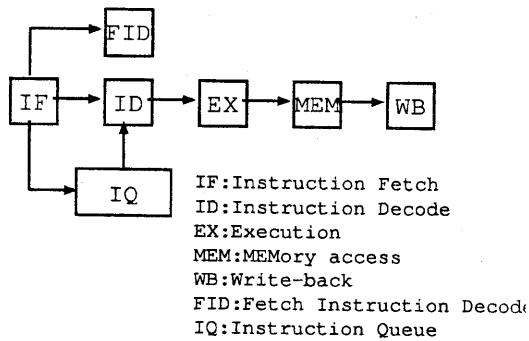 FID
IF ID EX MEM WB
IQ
IF:Instruction Fetch
ID:Instruction Decode
EX:Execution
MEM:MEMory access
WB:Write-back
FID:Fetch Instruction Decode
IQ:Instruction Queue